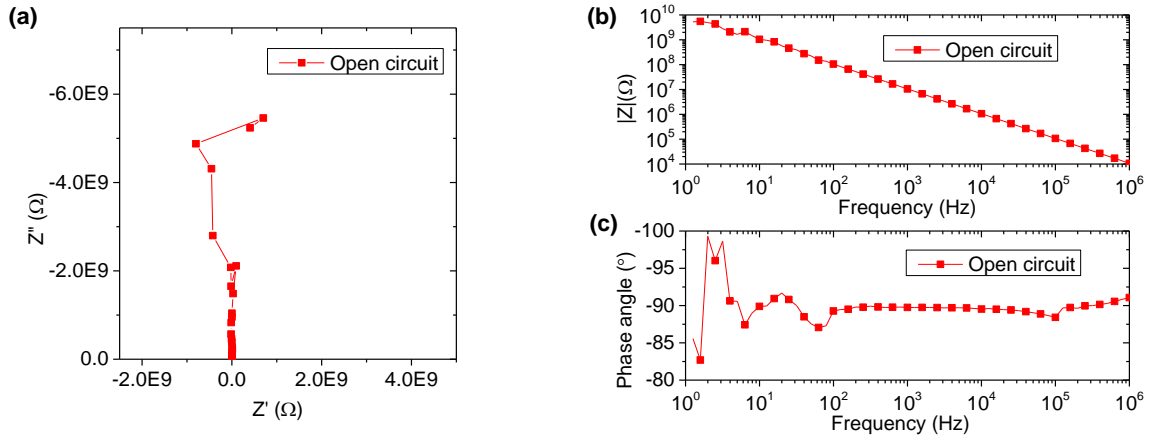 (a)
Open circuit
-6.0E9
-4.0E9
-2.0E9
0.0
Z" (Ω)
-2.0E9 0.0 2.0E9 4.0E9
Z' (Ω)
(b)
Open circuit
10^10
10^9
10^8
10^7
10^6
10^5
10^4
|Z|(Ω)
10^0 10^1 10^2 10^3 10^4 10^5 10^6
Frequency (Hz)
(c)
Open circuit
-100
-95
-90
-85
-80
Phase angle (°)
10^0 10^1 10^2 10^3 10^4 10^5 10^6
Frequency (Hz)